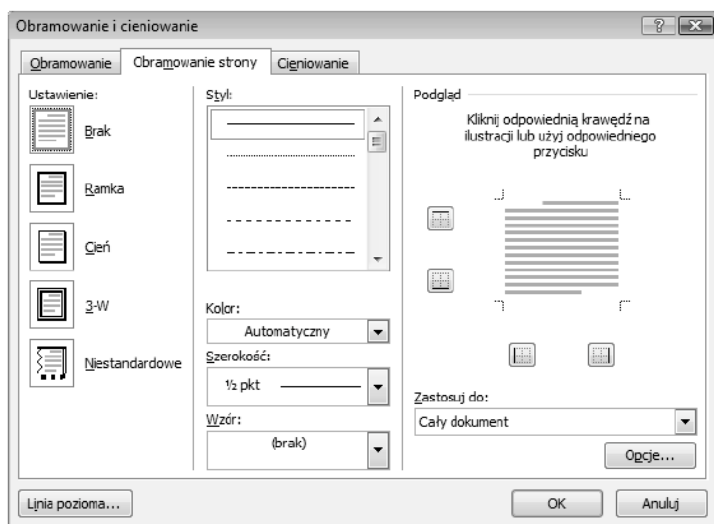 Obramowanie i cieniowanie
Obramowanie
Obramowanie strony
Cieniowanie
Ustawienie:
Brak
Ramka
Cień
3-W
Niestandardowe
Styl:
Kolor:
Automatyczny
Szerokość:
½ pkt
Wzór:
(brak)
Podgląd
Kliknij odpowiednią krawędź na
ilustracji lub użyj odpowiedniego
przycisku
Zastosuj do:
Cały dokument
Opcje...
Linia pozioma...
OK
Anuluj